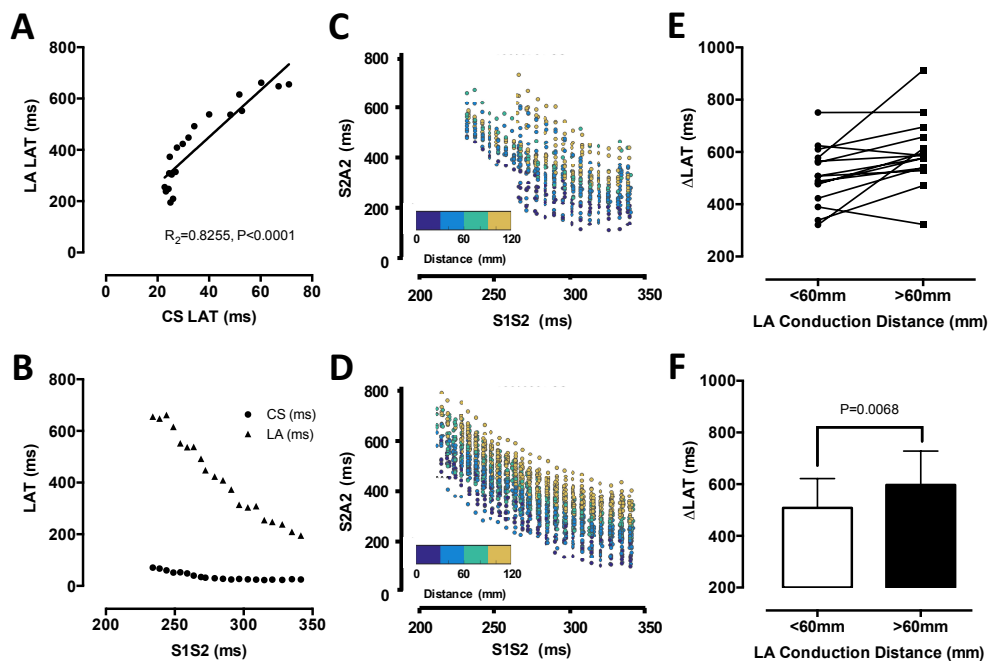 A
800
600
400
200
0
LA LAT (ms)
R2=0.8255, P<0.0001
0 20 40 60 80
CS LAT (ms)
B
800
600
400
200
0
LAT (ms)
CS (ms)
LA (ms)
200 250 300 350
S1S2 (ms)
C
800
600
400
200
0
S2A2 (ms)
0 60 120
Distance (mm)
200 250 300 350
S1S2 (ms)
D
800
600
400
200
0
S2A2 (ms)
0 60 120
Distance (mm)
200 250 300 350
S1S2 (ms)
E
1000
800
600
400
200
ΔLAT (ms)
<60mm >60mm
LA Conduction Distance (mm)
F
1000
800
600
400
200
ΔLAT (ms)
P=0.0068
<60mm >60mm
LA Conduction Distance (mm)